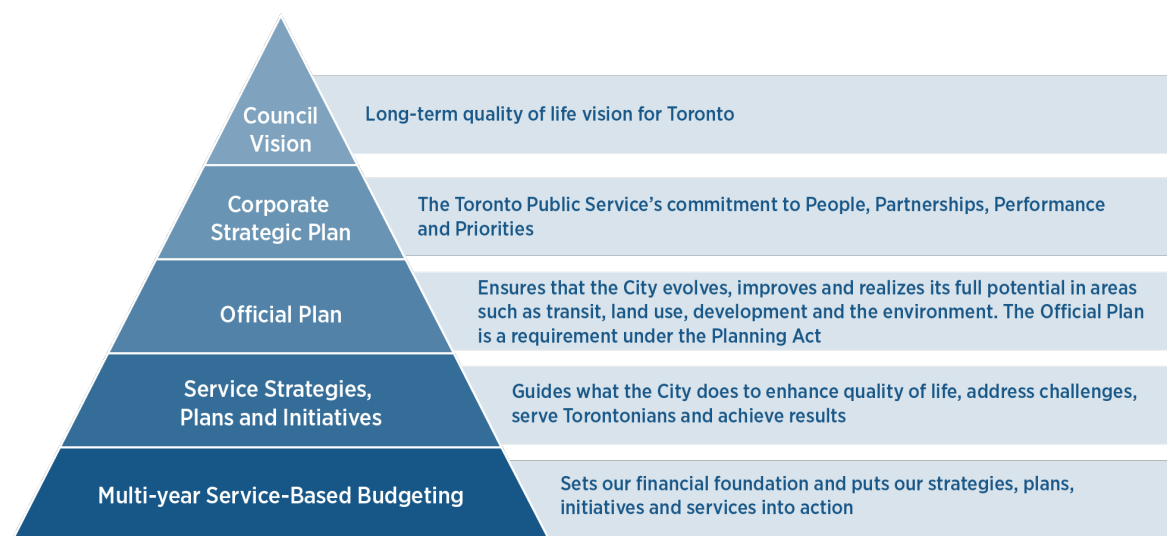 Council
Vision
Long-term quality of life vision for Toronto
Corporate
Strategic Plan
The Toronto Public Service’s commitment to People, Partnerships, Performance
and Priorities
Official Plan
Ensures that the City evolves, improves and realizes its full potential in areas
such as transit, land use, development and the environment. The Official Plan
is a requirement under the Planning Act
Service Strategies,
Plans and Initiatives
Guides what the City does to enhance quality of life, address challenges,
serve Torontonians and achieve results
Multi-year Service-Based Budgeting
Sets our financial foundation and puts our strategies, plans,
initiatives and services into action